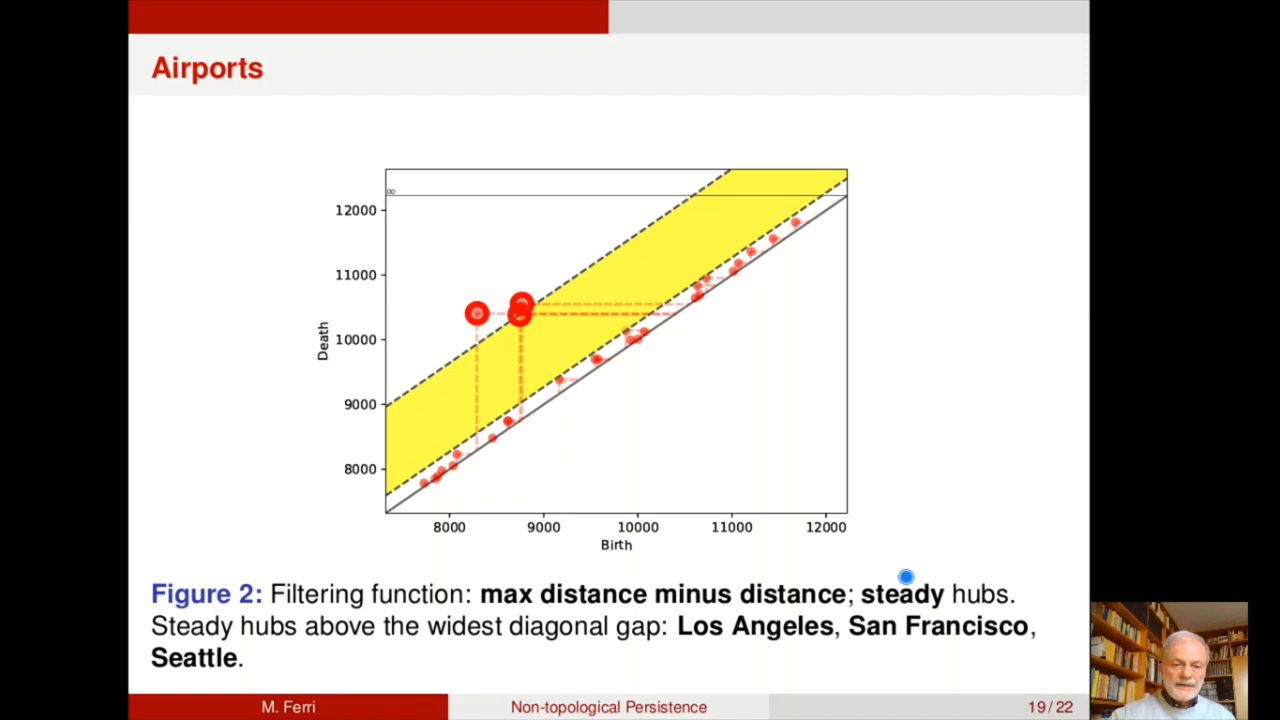 Airports
∞
12000
11000
10000
9000
8000
Death
8000 9000 10000 11000 12000
Birth
Figure 2: Filtering function: max distance minus distance; steady hubs.
Steady hubs above the widest diagonal gap: Los Angeles, San Francisco,
Seattle.
M. Ferri Non-topological Persistence 19/22